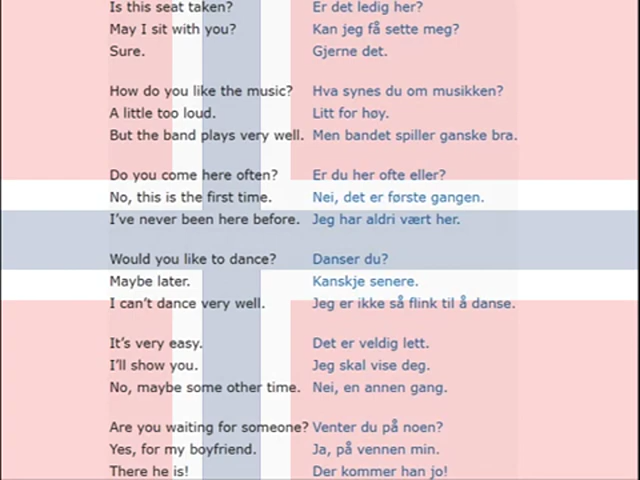 Is this seat taken? Er det ledig her?
May I sit with you? Kan jeg få sette meg?
Sure. Gjerne det.
How do you like the music? Hva synes du om musikken?
A little too loud. Litt for høy.
But the band plays very well. Men bandet spiller ganske bra.
Do you come here often? Er du her ofte eller?
No, this is the first time. Nei, det er første gangen.
I've never been here before. Jeg har aldri vært her.
Would you like to dance? Danser du?
Maybe later. Kanskje senere.
I can't dance very well. Jeg er ikke så flink til å danse.
It's very easy. Det er veldig lett.
I'll show you. Jeg skal vise deg.
No, maybe some other time. Nei, en annen gang.
Are you waiting for someone? Venter du på noen?
Yes, for my boyfriend. Ja, på vennen min.
There he is! Der kommer han jo!